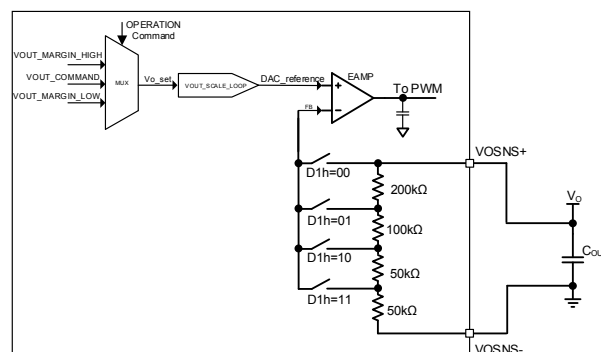 OPERATION
Command
VOUT_MARGIN_HIGH
VOUT_COMMAND
VOUT_MARGIN_LOW
MUX
Vo_set
VOUT_SCALE_LOOP
DAC_reference
EAMP
+
-
FB
To PWM
VOSNS+
D1h=00
200kΩ
D1h=01
100kΩ
D1h=10
50kΩ
D1h=11
50kΩ
VO
VOSNS-